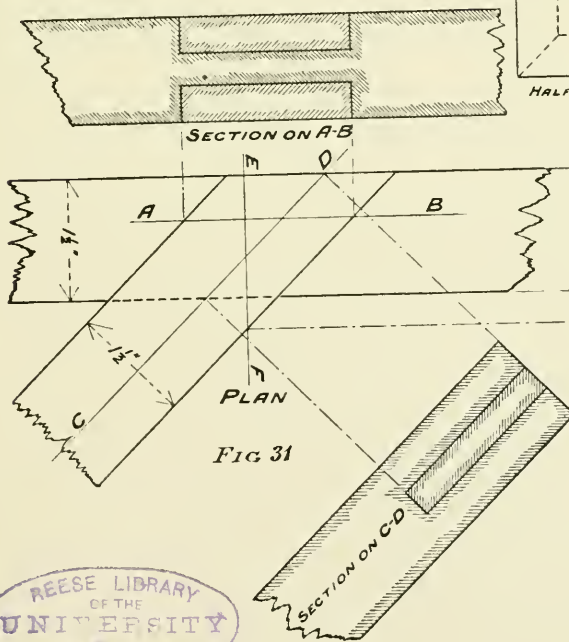 HALF
SECTION ON A-B
E
D
A
B
1½"
C
F
PLAN
FIG 31
SECTION ON C-D
REESE LIBRARY
OF THE
UNIVERSITY